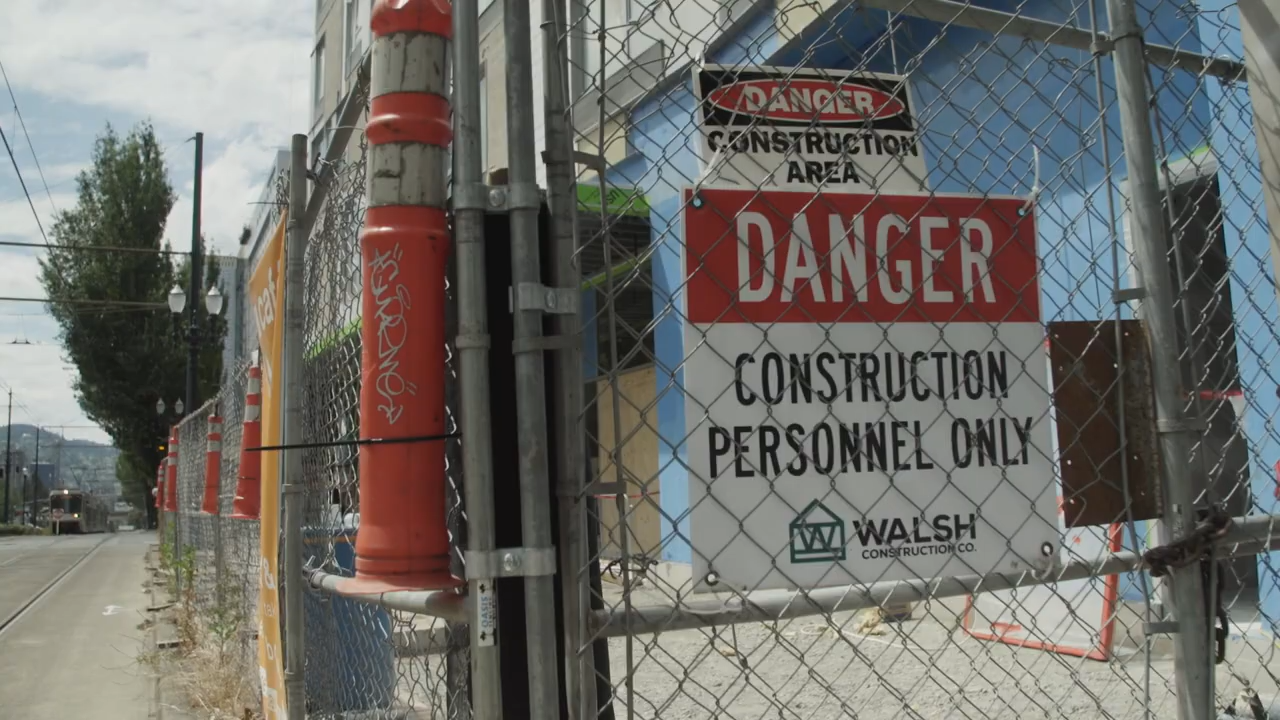 DANGER
CONSTRUCTION
AREA
DANGER
CONSTRUCTION
PERSONNEL ONLY
WALSH
CONSTRUCTION CO.